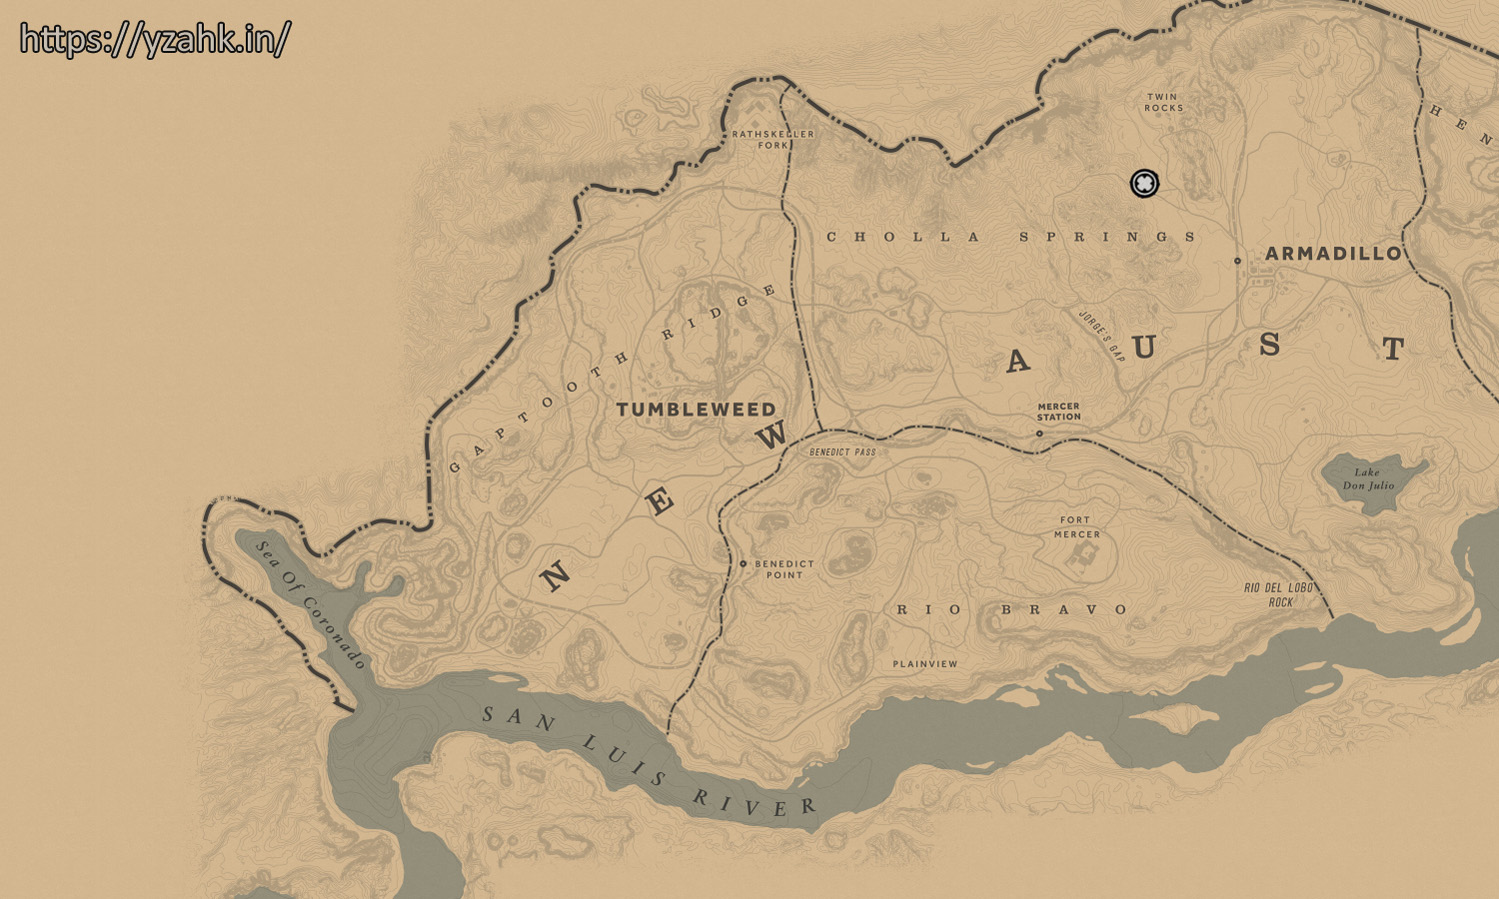 https://yzahk.in/
TWIN
ROCKS
HEN
RATHSKELLER
FORK
CHOLLA SPRINGS
ARMADILLO
GAPTOOTH RIDGE
JORGE'S GAP
NEW AUST
TUMBLEWEED
MERCER
STATION
BENEDICT PASS
Lake
Don Julio
FORT
MERCER
Sea Of Coronado
BENEDICT
POINT
RIO DEL LOBO
ROCK
RIO BRAVO
PLAINVIEW
SAN LUIS RIVER